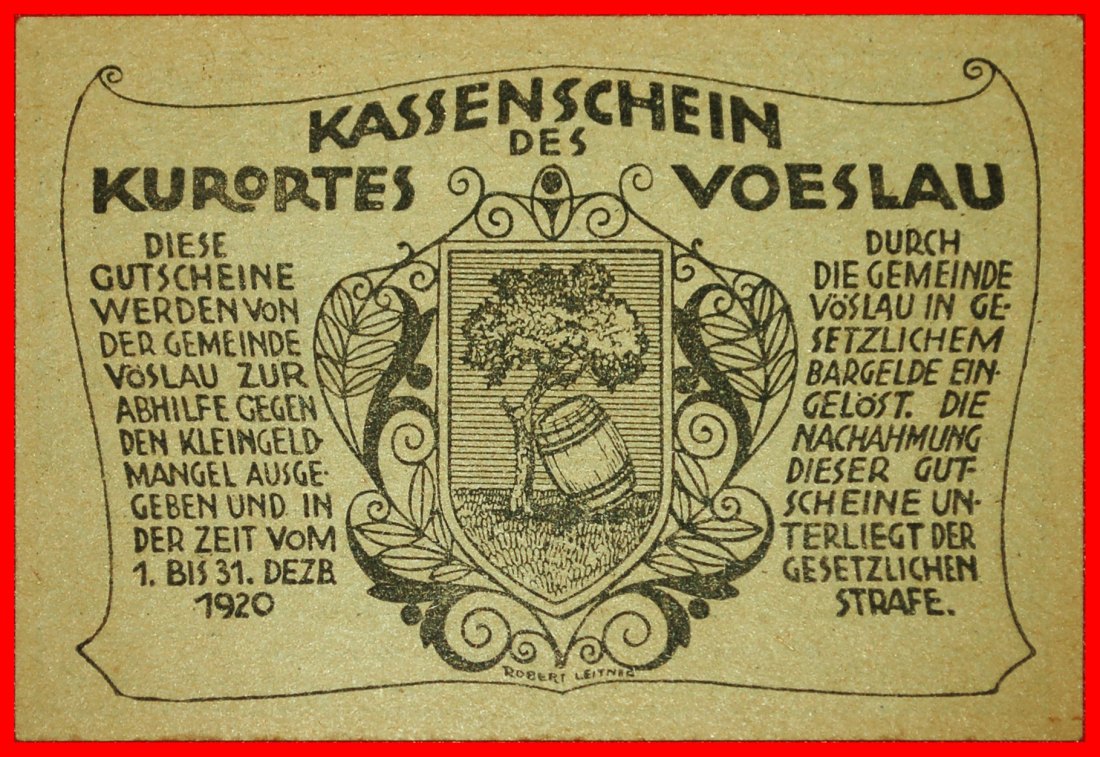 KASSENSCHEIN
DES
KURORTES VOESLAU
DIESE
GUTSCHEINE
WERDEN VON
DER GEMEINDE
VÖSLAU ZUR
ABHILFE GEGEN
DEN KLEINGELD-
MANGEL AUSGE-
GEBEN UND IN
DER ZEIT VOM
1. BIS 31. DEZB
1920
DURCH
DIE GEMEINDE
VÖSLAU IN GE-
SETZLICHEM
BARGELDE EIN-
GELÖST. DIE
NACHAHMUNG
DIESER GUT-
SCHEINE UN-
TERLIEGT DER
GESETZLICHEN
STRAFE.
ROBERT LEITNER